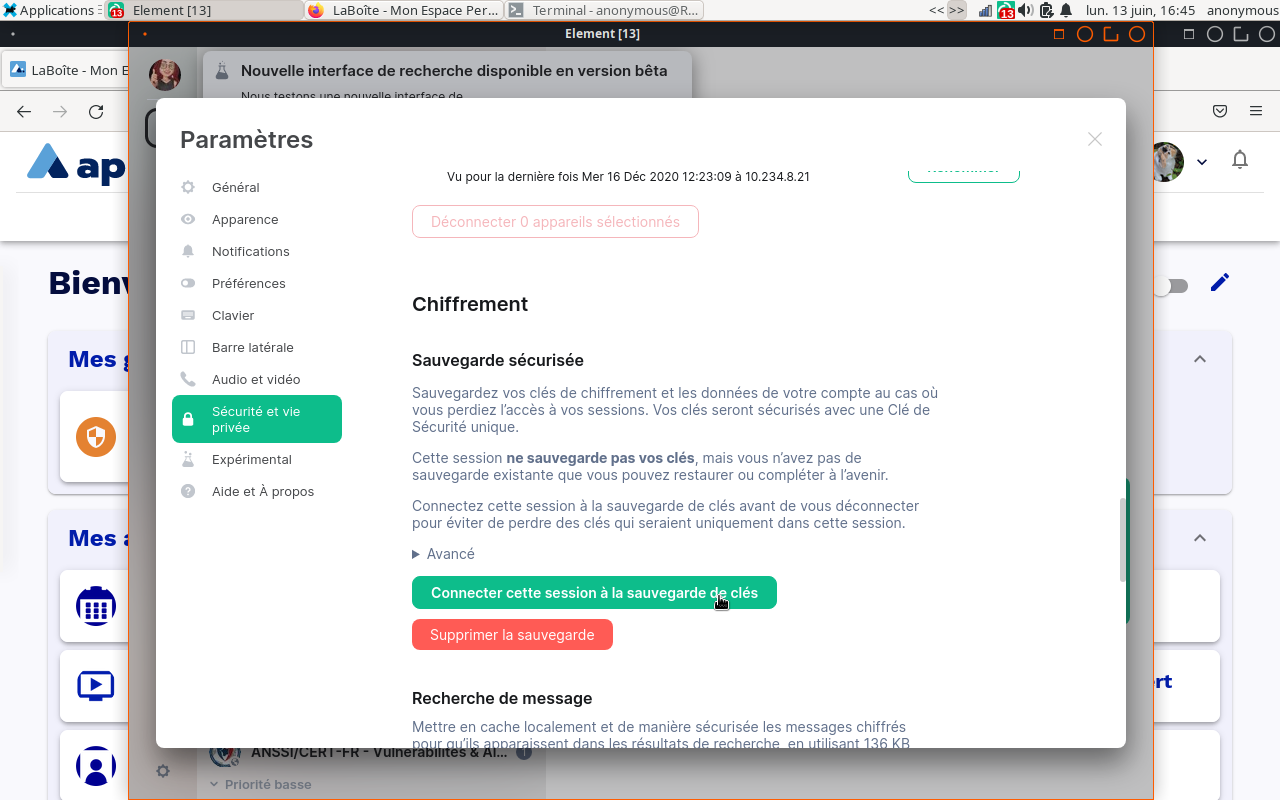 Applications
Element [13]
LaBoîte - Mon Espace Per...
Terminal - anonymous@R...
<< >>
13
lun. 13 juin, 16:45
anonymous
Element [13]
LaBoîte - Mon E
Nouvelle interface de recherche disponible en version bêta
Nous testons une nouvelle interface de
ap
Bienv
Mes g
Mes a
Paramètres
Général
Apparence
Notifications
Préférences
Clavier
Barre latérale
Audio et vidéo
Sécurité et vie
privée
Expérimental
Aide et À propos
Vu pour la dernière fois Mer 16 Déc 2020 12:23:09 à 10.234.8.21
Déconnecter 0 appareils sélectionnés
Chiffrement
Sauvegarde sécurisée
Sauvegardez vos clés de chiffrement et les données de votre compte au cas où
vous perdiez l’accès à vos sessions. Vos clés seront sécurisés avec une Clé de
Sécurité unique.
Cette session ne sauvegarde pas vos clés, mais vous n’avez pas de
sauvegarde existante que vous pouvez restaurer ou compléter à l’avenir.
Connectez cette session à la sauvegarde de clés avant de vous déconnecter
pour éviter de perdre des clés qui seraient uniquement dans cette session.
Avancé
Connecter cette session à la sauvegarde de clés
Supprimer la sauvegarde
Recherche de message
Mettre en cache localement et de manière sécurisée les messages chiffrés
pour qu’ils apparaissent dans les résultats de recherche, en utilisant 136 KB
ert
ANSSI/CERT-FR - Vulnérabilités & Al...
Priorité basse